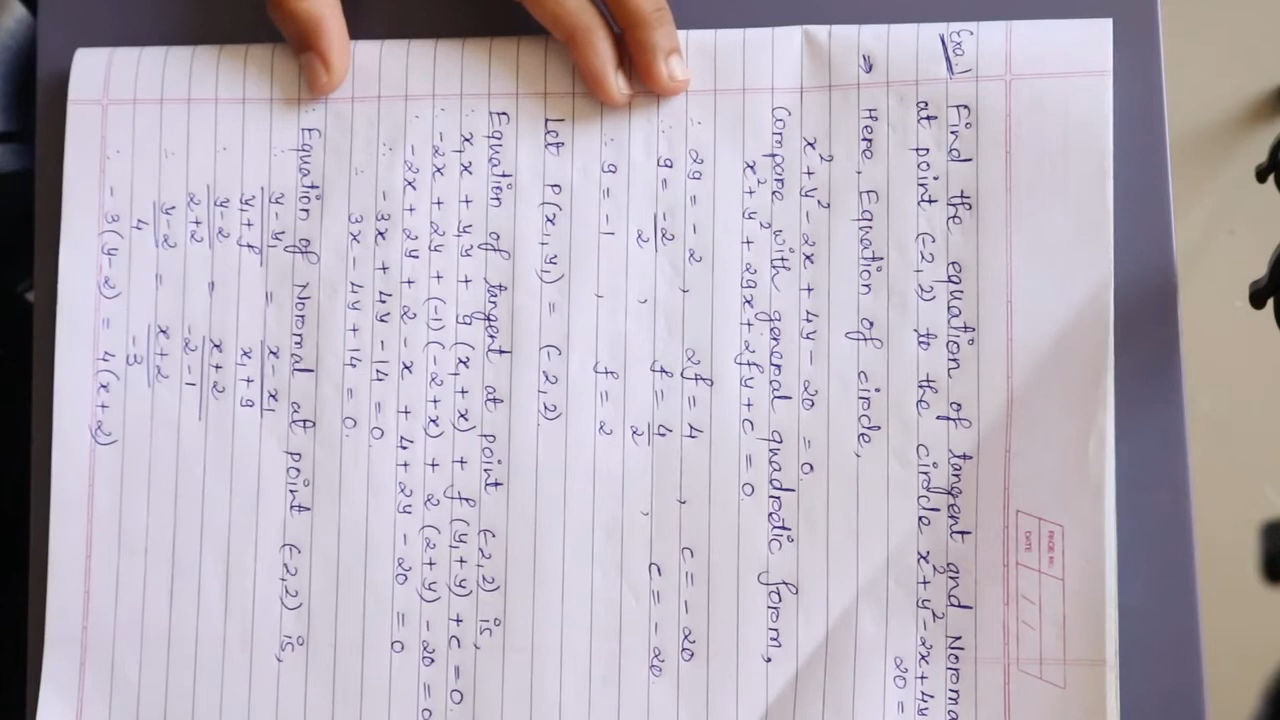 PAGE NO.
DATE / /
Exa.1 Find the equation of tangent and Noroma
at point (-2, 2) to the circle x²+y²-2x+4y
20 =
⇒ Here, Equation of circle,
x² + y² - 2x + 4y - 20 = 0.
Compare with general quadratic form,
x² + y² + 2gx + 2fy + c = 0.
∴ 2g = -2 , 2f = 4 , c = -20
∴ g = -2/2 , f = 4/2 , c = -20.
∴ g = -1 , f = 2
Let P(x₁, y₁) = (-2, 2).
Equation of tangent at point (-2,2) is,
∴ x₁x + y₁y + g(x₁+x) + f(y₁+y) + c = 0.
∴ -2x + 2y + (-1)(-2+x) + 2(2+y) - 20 = 0
∴ -2x + 2y + 2 - x + 4 + 2y - 20 = 0
∴ -3x + 4y - 14 = 0.
∴ 3x - 4y + 14 = 0.
∴ Equation of Noromal at point (-2,2) is,
∴ y-y₁/y₁+f = x-x₁/x₁+g
∴ y-2/2+2 = x+2/-2-1
∴ y-2/4 = x+2/-3
∴ -3(y-2) = 4(x+2)